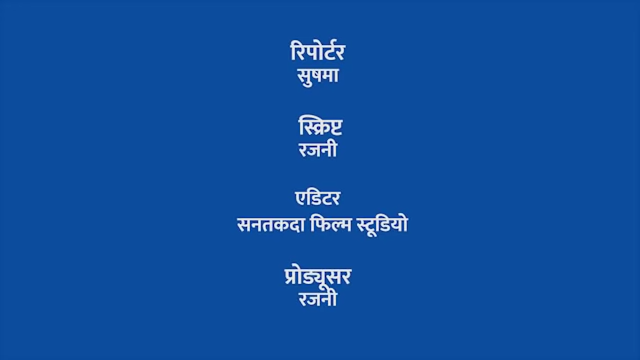 रिपोर्टर
सुषमा
स्क्रिप्ट
रजनी
एडिटर
सनतकदा फिल्म स्टूडियो
प्रोड्यूसर
रजनी